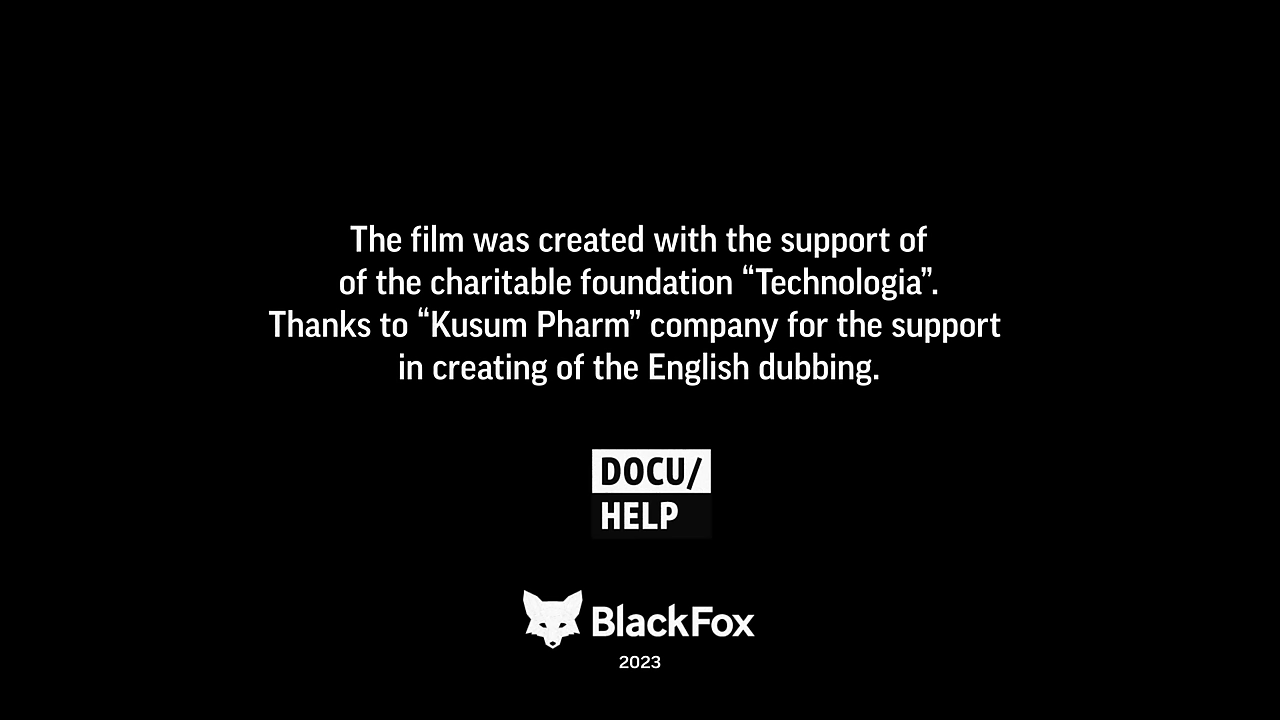 The film was created with the support of
of the charitable foundation “Technologia”.
Thanks to “Kusum Pharm” company for the support
in creating of the English dubbing.
DOCU/
HELP
BlackFox
2023